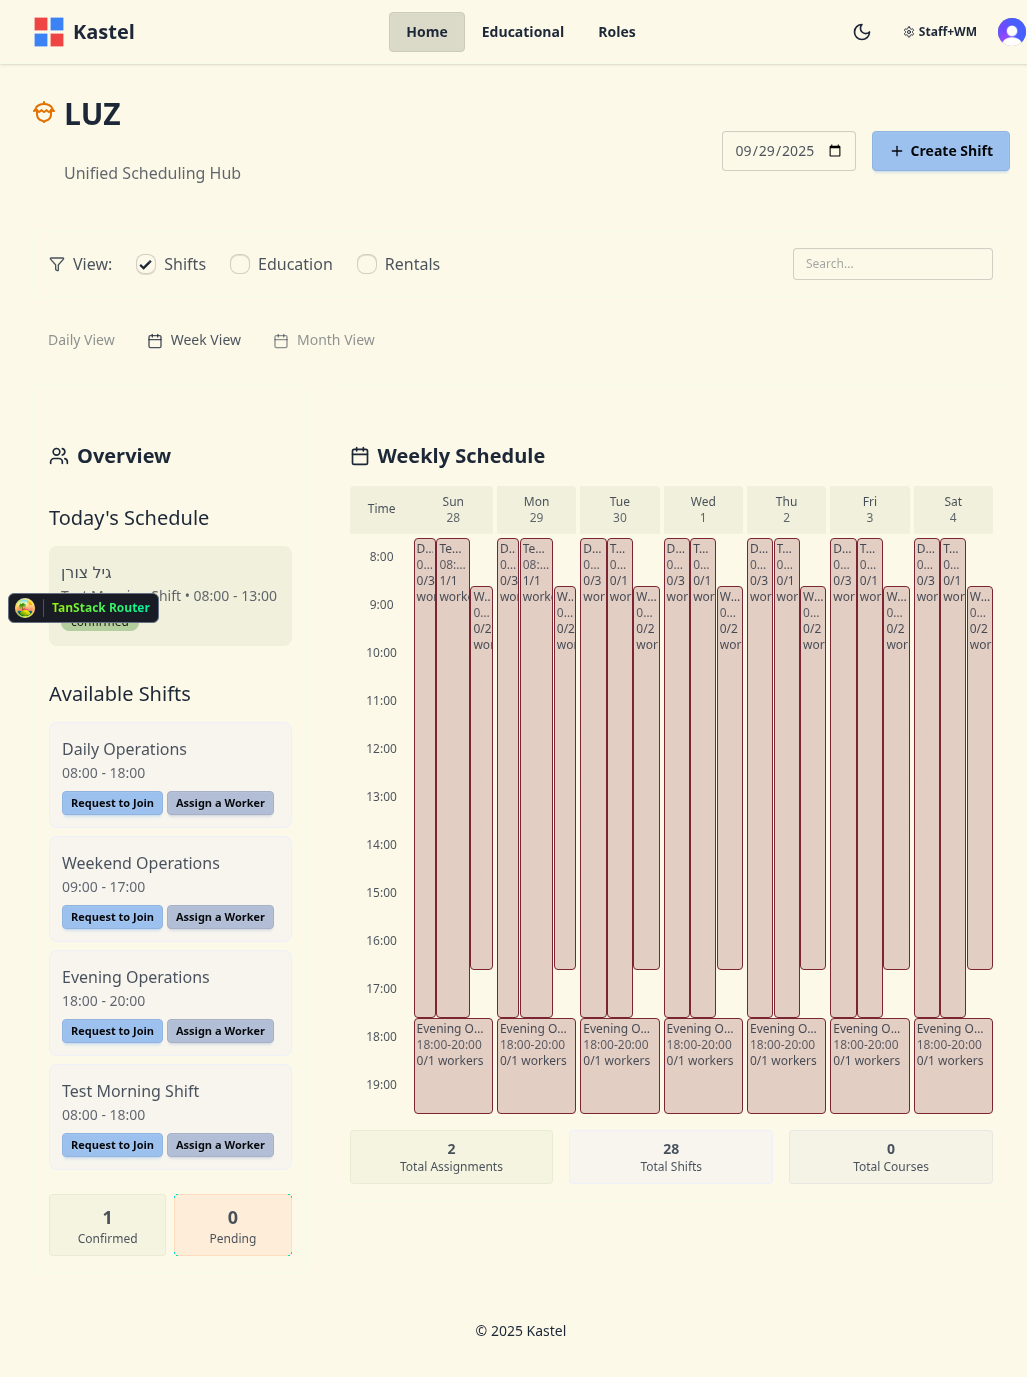 Kastel
Home
Educational
Roles
Staff+WM
LUZ
Unified Scheduling Hub
09/29/2025
Create Shift
View:
Shifts
Education
Rentals
Search...
Daily View
Week View
Month View
Overview
Today's Schedule
גיל צורן
Shift • 08:00 - 13:00
TanStack Router
confirmed
Available Shifts
Daily Operations
08:00 - 18:00
Request to Join
Assign a Worker
Weekend Operations
09:00 - 17:00
Request to Join
Assign a Worker
Evening Operations
18:00 - 20:00
Request to Join
Assign a Worker
Test Morning Shift
08:00 - 18:00
Request to Join
Assign a Worker
1
Confirmed
0
Pending
Weekly Schedule
Time
Sun
28
Mon
29
Tue
30
Wed
1
Thu
2
Fri
3
Sat
4
8:00
9:00
10:00
11:00
12:00
13:00
14:00
15:00
16:00
17:00
18:00
19:00
D...
0...
0/3
wor
Te...
08:...
1/1
work
W...
0...
0/2
wor
D...
0...
0/3
wor
Te...
08:...
1/1
work
W...
0...
0/2
wor
D...
0...
0/3
wor
T...
0...
0/1
wor
W...
0...
0/2
wor
D...
0...
0/3
wor
T...
0...
0/1
wor
W...
0...
0/2
wor
D...
0...
0/3
wor
T...
0...
0/1
wor
W...
0...
0/2
wor
D...
0...
0/3
wor
T...
0...
0/1
wor
W...
0...
0/2
wor
D...
0...
0/3
wor
T...
0...
0/1
wor
W...
0...
0/2
wor
Evening O...
18:00-20:00
0/1 workers
Evening O...
18:00-20:00
0/1 workers
Evening O...
18:00-20:00
0/1 workers
Evening O...
18:00-20:00
0/1 workers
Evening O...
18:00-20:00
0/1 workers
Evening O...
18:00-20:00
0/1 workers
Evening O...
18:00-20:00
0/1 workers
2
Total Assignments
28
Total Shifts
0
Total Courses
© 2025 Kastel